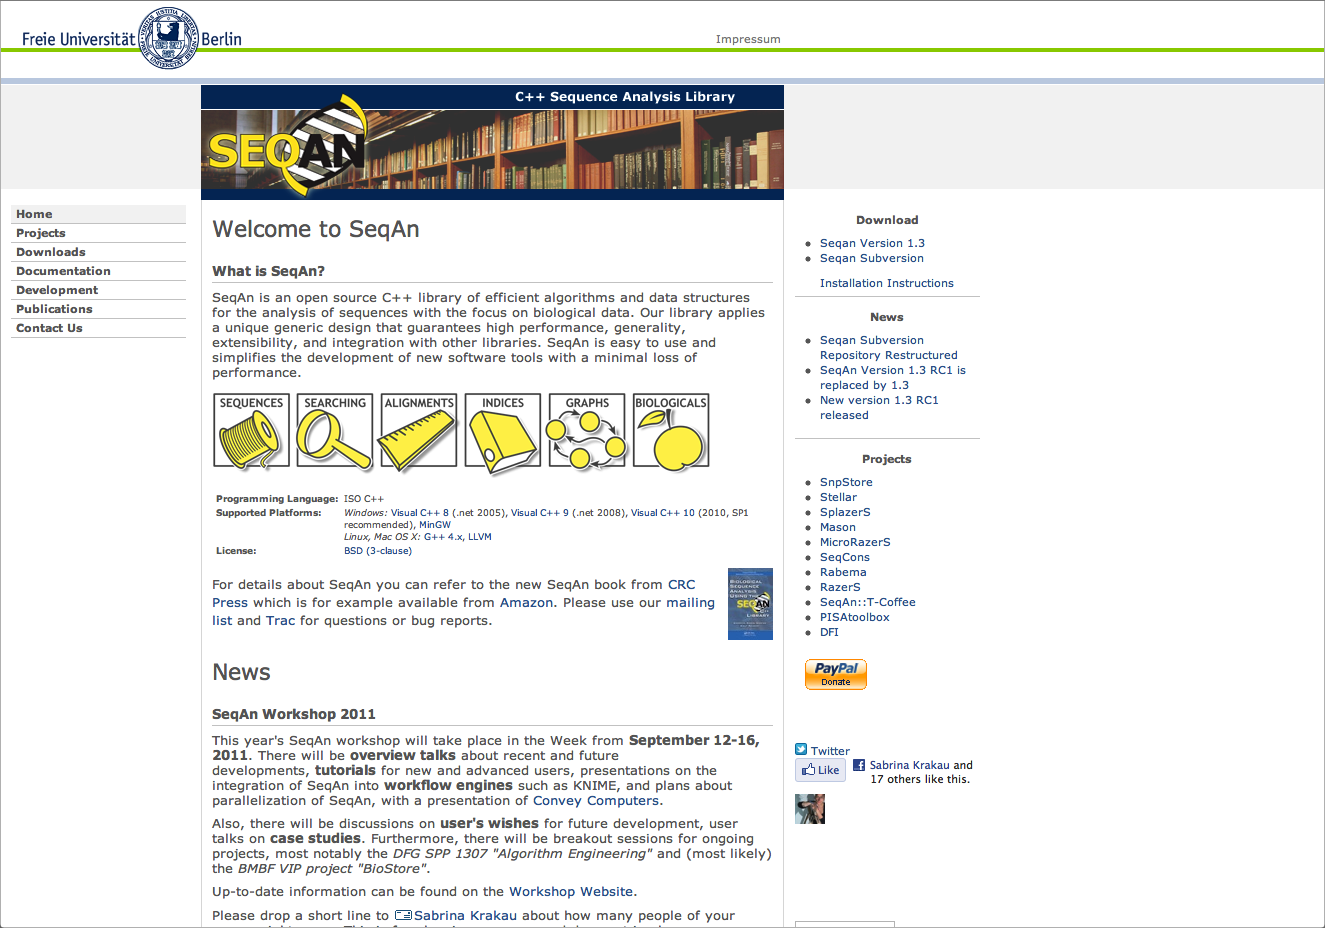 Freie Universität Berlin
Impressum
C++ Sequence Analysis Library
SEQAN
Home
Projects
Downloads
Documentation
Development
Publications
Contact Us
Welcome to SeqAn
What is SeqAn?
SeqAn is an open source C++ library of efficient algorithms and data structures
for the analysis of sequences with the focus on biological data. Our library applies
a unique generic design that guarantees high performance, generality,
extensibility, and integration with other libraries. SeqAn is easy to use and
simplifies the development of new software tools with a minimal loss of
performance.
SEQUENCES SEARCHING ALIGNMENTS INDICES GRAPHS BIOLOGICALS
Programming Language: ISO C++
Supported Platforms: Windows: Visual C++ 8 (.net 2005), Visual C++ 9 (.net 2008), Visual C++ 10 (2010, SP1
recommended), MinGW
Linux, Mac OS X: G++ 4.x, LLVM
License: BSD (3-clause)
For details about SeqAn you can refer to the new SeqAn book from CRC
Press which is for example available from Amazon. Please use our mailing
list and Trac for questions or bug reports.
BIOLOGICAL
SEQUENCE
ANALYSIS
USING THE
SEQAN
C++
LIBRARY
News
SeqAn Workshop 2011
This year's SeqAn workshop will take place in the Week from September 12-16,
2011. There will be overview talks about recent and future
developments, tutorials for new and advanced users, presentations on the
integration of SeqAn into workflow engines such as KNIME, and plans about
parallelization of SeqAn, with a presentation of Convey Computers.
Also, there will be discussions on user's wishes for future development, user
talks on case studies. Furthermore, there will be breakout sessions for ongoing
projects, most notably the DFG SPP 1307 "Algorithm Engineering" and (most likely)
the BMBF VIP project "BioStore".
Up-to-date information can be found on the Workshop Website.
Please drop a short line to Sabrina Krakau about how many people of your
Download
Seqan Version 1.3
Seqan Subversion
Installation Instructions
News
Seqan Subversion
Repository Restructured
SeqAn Version 1.3 RC1 is
replaced by 1.3
New version 1.3 RC1
released
Projects
SnpStore
Stellar
SplazerS
Mason
MicroRazerS
SeqCons
Rabema
RazerS
SeqAn::T-Coffee
PISAtoolbox
DFI
PayPal
Donate
Twitter
Like
Sabrina Krakau and
17 others like this.